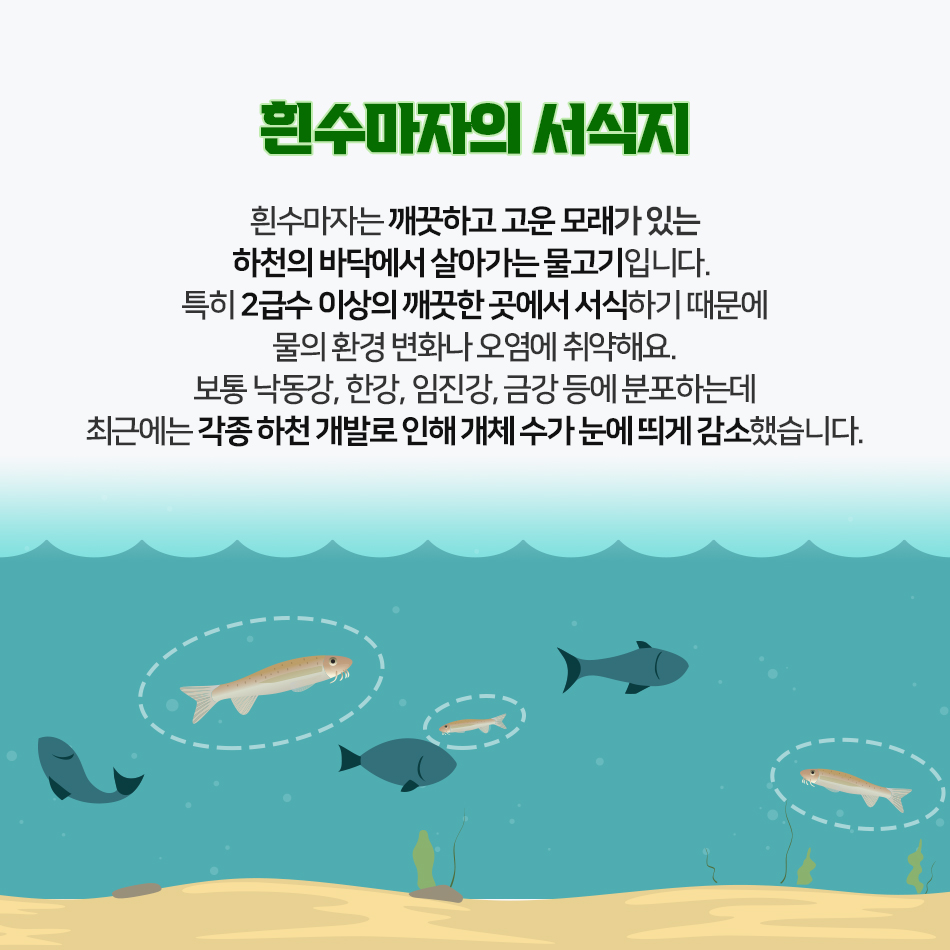 흰수마자의 서식지
흰수마자는 깨끗하고 고운 모래가 있는
하천의 바닥에서 살아가는 물고기입니다.
특히 2급수 이상의 깨끗한 곳에서 서식하기 때문에
물의 환경 변화나 오염에 취약해요.
보통 낙동강, 한강, 임진강, 금강 등에 분포하는데
최근에는 각종 하천 개발로 인해 개체 수가 눈에 띄게 감소했습니다.